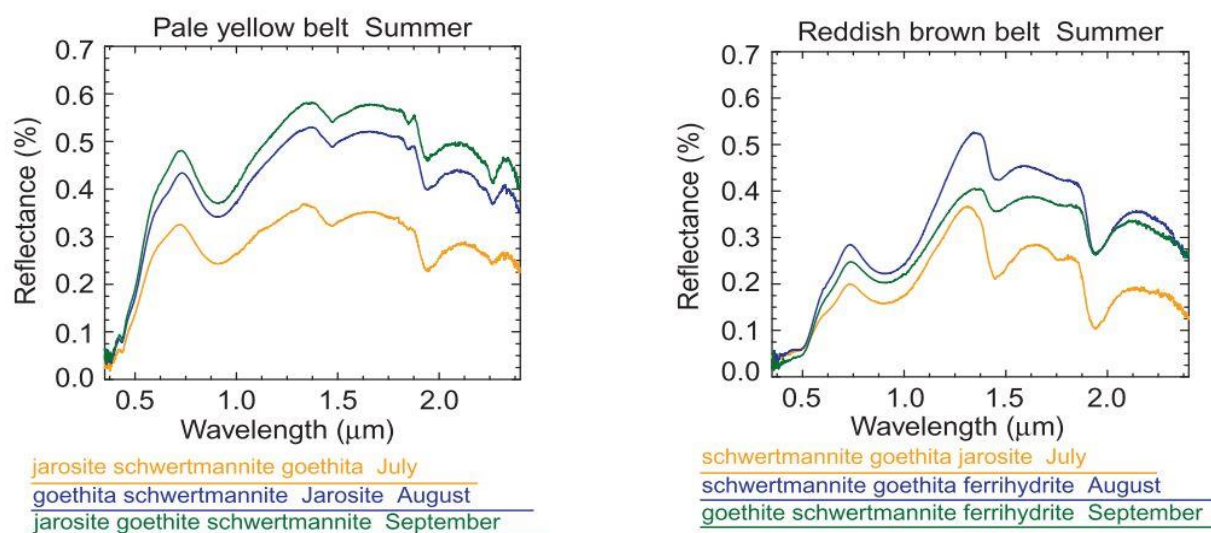 Pale yellow belt Summer
0.7
0.6
0.5
0.4
0.3
0.2
0.1
0.0
Reflectance (%)
0.5 1.0 1.5 2.0
Wavelength (μm)
jarosite schwertmannite goethita July
goethita schwertmannite Jarosite August
jarosite goethite schwertmannite September
Reddish brown belt Summer
0.7
0.6
0.5
0.4
0.3
0.2
0.1
0.0
Reflectance (%)
0.5 1.0 1.5 2.0
Wavelength (μm)
schwertmannite goethita jarosite July
schwertmannite goethita ferrihydrite August
goethite schwertmannite ferrihydrite September